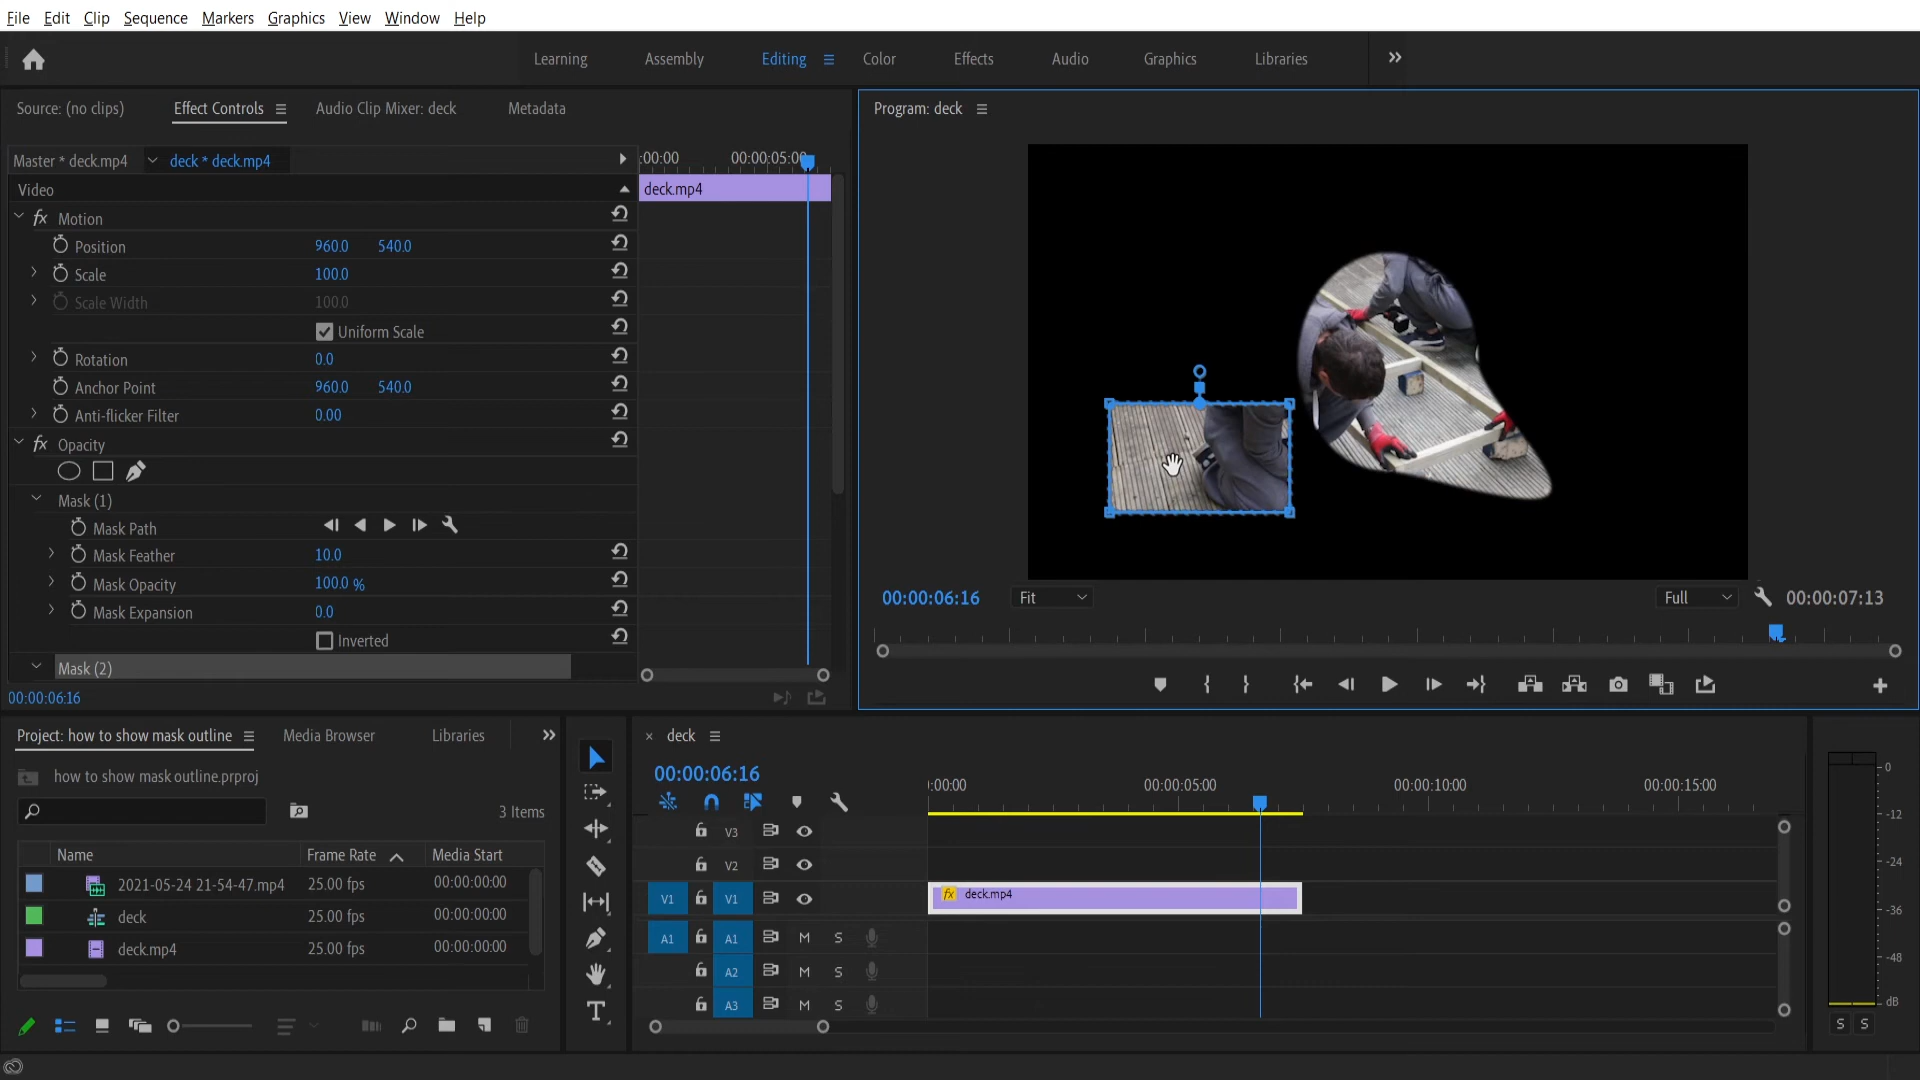 File Edit Clip Sequence Markers Graphics View Window Help
Learning Assembly Editing Color Effects Audio Graphics Libraries
Source: (no clips) Effect Controls Audio Clip Mixer: deck Metadata
Program: deck
Master * deck.mp4 deck * deck.mp4
:00:00 00:00:05:00
Video
deck.mp4
fx Motion
Position 960.0 540.0
Scale 100.0
Scale Width 100.0
Uniform Scale
Rotation 0.0
Anchor Point 960.0 540.0
Anti-flicker Filter 0.00
fx Opacity
Mask (1)
Mask Path
Mask Feather 10.0
Mask Opacity 100.0 %
Mask Expansion 0.0
Inverted
Mask (2)
00:00:06:16
00:00:06:16 Fit Full 00:00:07:13
Project: how to show mask outline Media Browser Libraries
how to show mask outline.prproj
3 Items
Name Frame Rate Media Start
2021-05-24 21-54-47.mp4 25.00 fps 00:00:00:00
deck 25.00 fps 00:00:00:00
deck.mp4 25.00 fps 00:00:00:00
T
× deck
00:00:06:16
:00:00 00:00:05:00 00:00:10:00 00:00:15:00
V3
V2
V1 V1 fx deck.mp4
A1 A1 M S
A2 M S
A3 M S
0
-12
-24
-36
-48
dB
S S